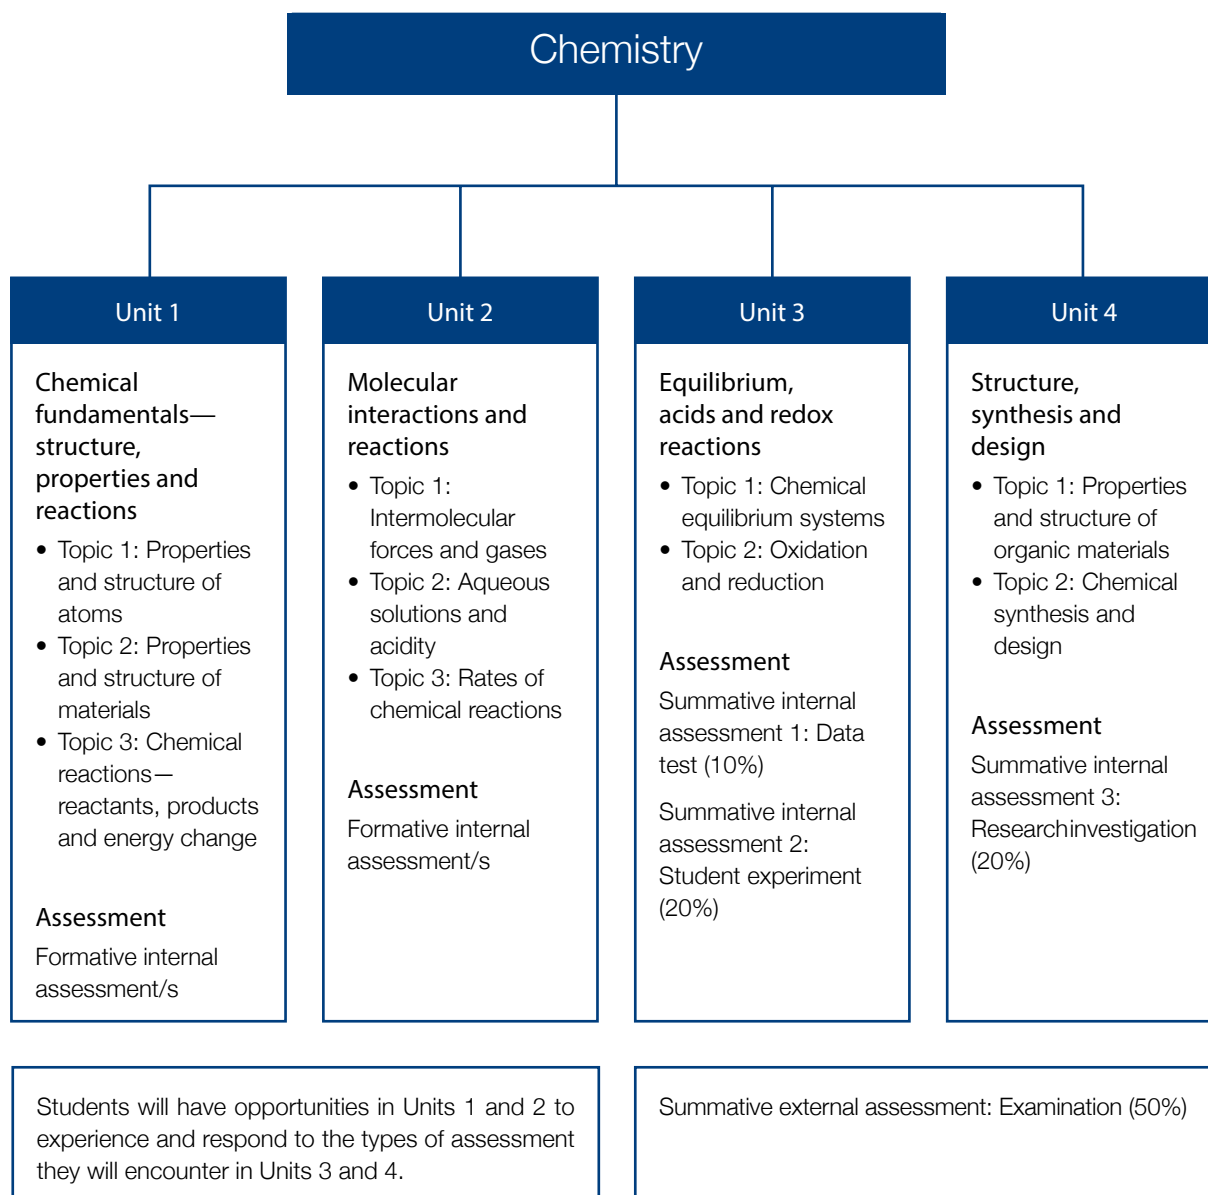 Chemistry
Unit 1
Chemical
fundamentals—
structure,
properties and
reactions
• Topic 1: Properties
and structure of
atoms
• Topic 2: Properties
and structure of
materials
• Topic 3: Chemical
reactions—
reactants, products
and energy change
Assessment
Formative internal
assessment/s
Unit 2
Molecular
interactions and
reactions
• Topic 1:
Intermolecular
forces and gases
• Topic 2: Aqueous
solutions and
acidity
• Topic 3: Rates of
chemical reactions
Assessment
Formative internal
assessment/s
Unit 3
Equilibrium,
acids and redox
reactions
• Topic 1: Chemical
equilibrium systems
• Topic 2: Oxidation
and reduction
Assessment
Summative internal
assessment 1: Data
test (10%)
Summative internal
assessment 2:
Student experiment
(20%)
Unit 4
Structure,
synthesis and
design
• Topic 1: Properties
and structure of
organic materials
• Topic 2: Chemical
synthesis and
design
Assessment
Summative internal
assessment 3:
Researchinvestigation
(20%)
Students will have opportunities in Units 1 and 2 to
experience and respond to the types of assessment
they will encounter in Units 3 and 4.
Summative external assessment: Examination (50%)